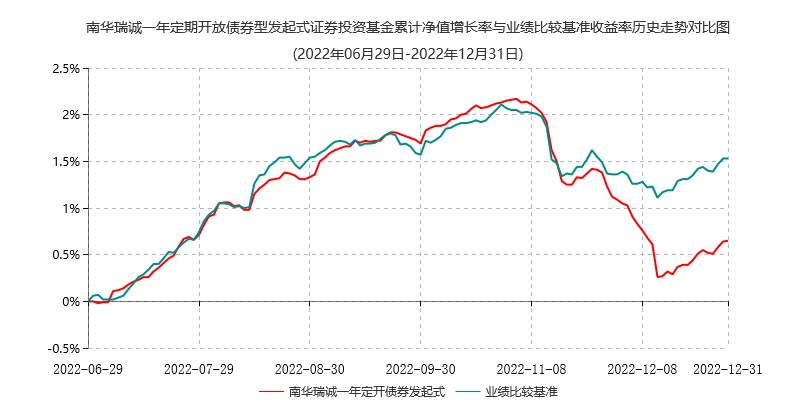 南华瑞诚一年定期开放债券型发起式证券投资基金累计净值增长率与业绩比较基准收益率历史走势对比图
(2022年06月29日-2022年12月31日)
2.5%
2%
1.5%
1%
0.5%
0%
-0.5%
2022-06-29 2022-07-29 2022-08-30 2022-09-30 2022-11-08 2022-12-08 2022-12-31
南华瑞诚一年定开债券发起式 业绩比较基准